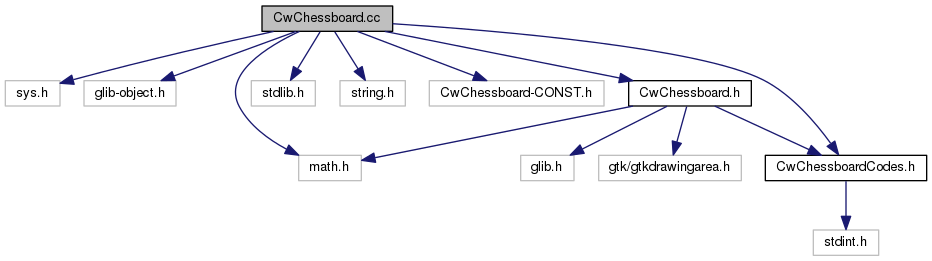 CwChessboard.cc
sys.h
glib-object.h
stdlib.h
string.h
CwChessboard-CONST.h
CwChessboard.h
math.h
glib.h
gtk/gtkdrawingarea.h
CwChessboardCodes.h
stdint.h